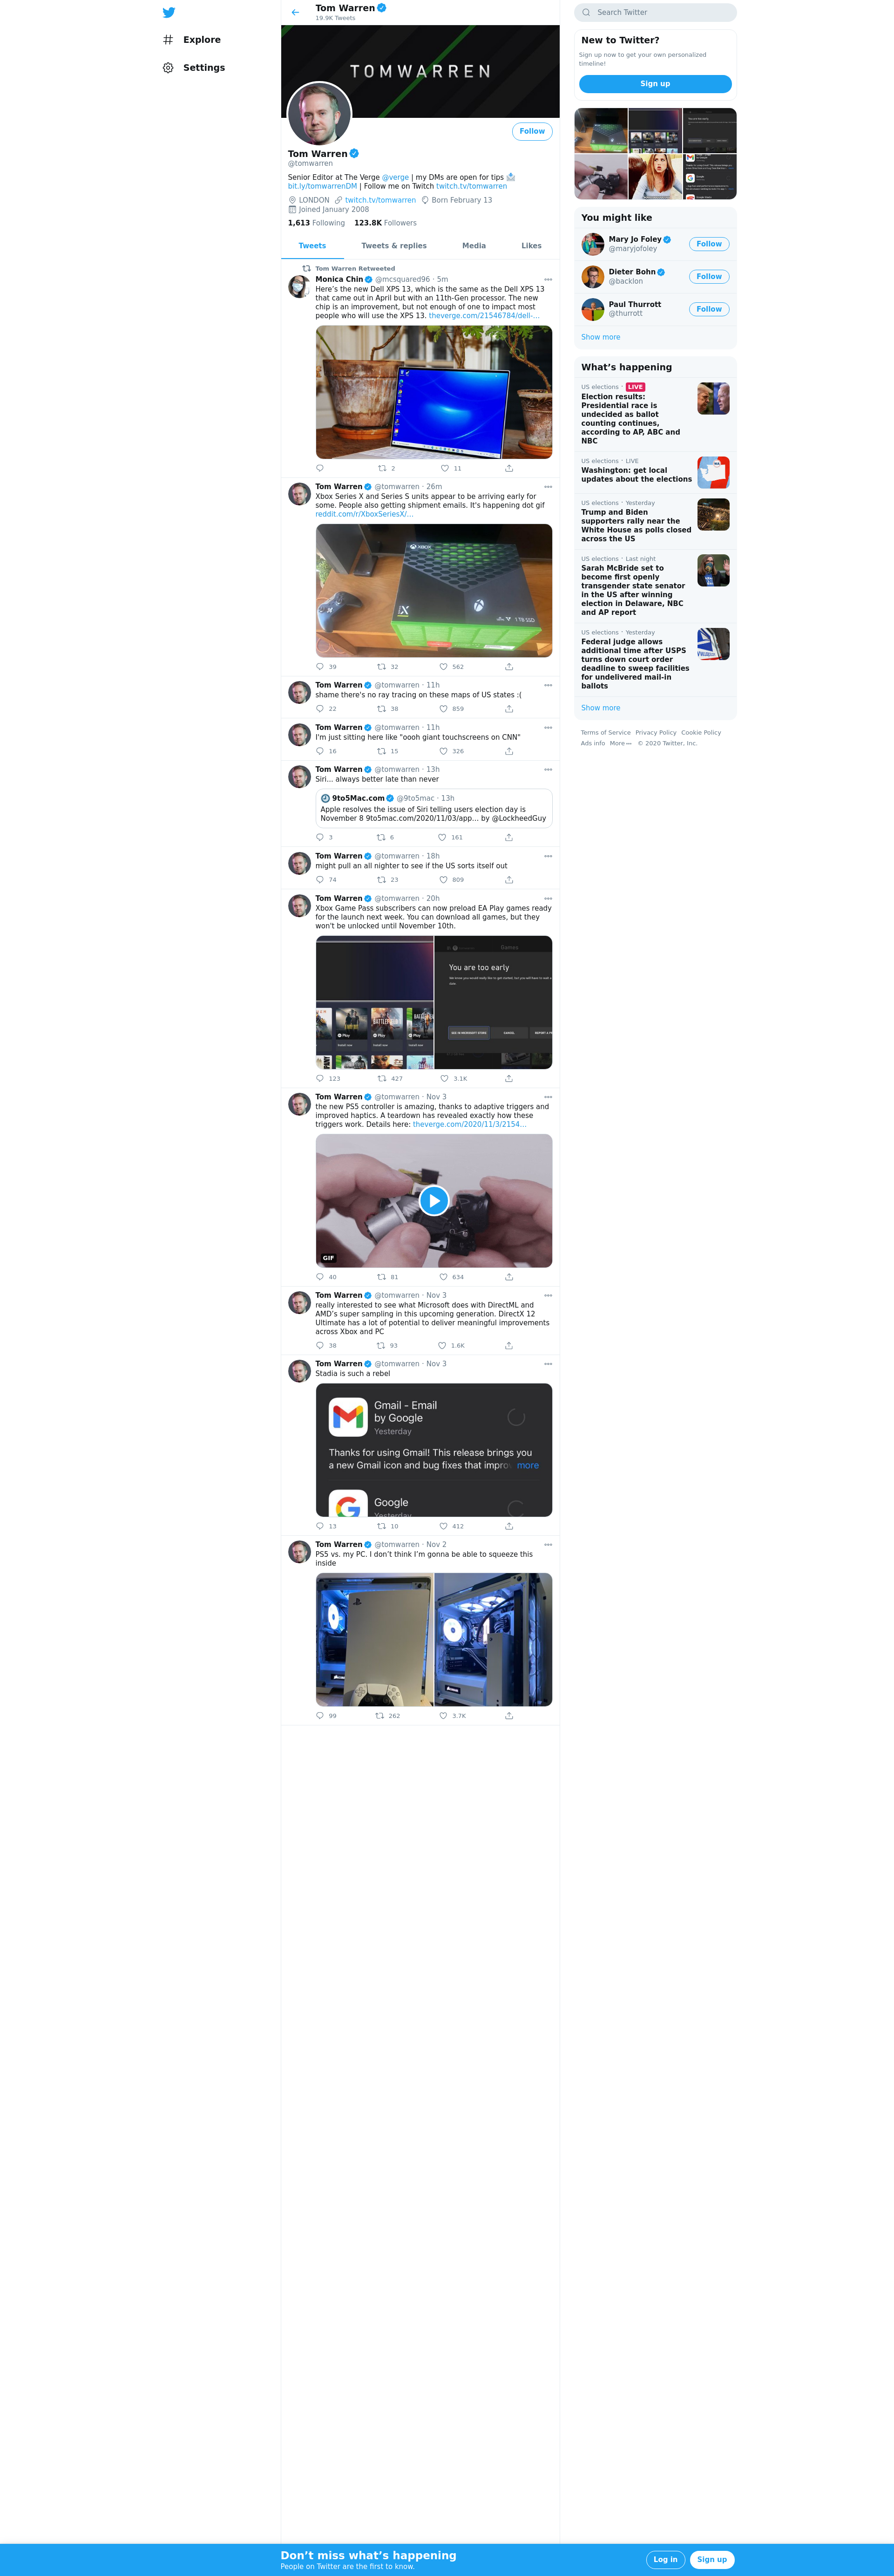 Explore
Settings
Tom Warren
19.9K Tweets
TOMWARREN
Follow
Tom Warren
@tomwarren
Senior Editor at The Verge @verge | my DMs are open for tips 📩
bit.ly/tomwarrenDM | Follow me on Twitch twitch.tv/tomwarren
LONDON twitch.tv/tomwarren Born February 13
Joined January 2008
1,613 Following 123.8K Followers
Tweets Tweets & replies Media Likes
Tom Warren Retweeted
Monica Chin @mcsquared96 · 5m
Here's the new Dell XPS 13, which is the same as the Dell XPS 13
that came out in April but with an 11th-Gen processor. The new
chip is an improvement, but not enough of one to impact most
people who will use the XPS 13. theverge.com/21546784/dell-…
2 11
Tom Warren @tomwarren · 26m
Xbox Series X and Series S units appear to be arriving early for
some. People also getting shipment emails. It's happening dot gif
reddit.com/r/XboxSeriesX/…
XBOX
X
1TB SSD
39 32 562
Tom Warren @tomwarren · 11h
shame there's no ray tracing on these maps of US states :(
22 38 859
Tom Warren @tomwarren · 11h
I'm just sitting here like "oooh giant touchscreens on CNN"
16 15 326
Tom Warren @tomwarren · 13h
Siri... always better late than never
9to5Mac.com @9to5mac · 13h
Apple resolves the issue of Siri telling users election day is
November 8 9to5mac.com/2020/11/03/app… by @LockheedGuy
3 6 161
Tom Warren @tomwarren · 18h
might pull an all nighter to see if the US sorts itself out
74 23 809
Tom Warren @tomwarren · 20h
Xbox Game Pass subscribers can now preload EA Play games ready
for the launch next week. You can download all games, but they
won't be unlocked until November 10th.
Games
You are too early
SEE IN MICROSOFT STORE CANCEL REPORT A
123 427 3.1K
Tom Warren @tomwarren · Nov 3
the new PS5 controller is amazing, thanks to adaptive triggers and
improved haptics. A teardown has revealed exactly how these
triggers work. Details here: theverge.com/2020/11/3/2154…
GIF
40 81 634
Tom Warren @tomwarren · Nov 3
really interested to see what Microsoft does with DirectML and
AMD's super sampling in this upcoming generation. DirectX 12
Ultimate has a lot of potential to deliver meaningful improvements
across Xbox and PC
38 93 1.6K
Tom Warren @tomwarren · Nov 3
Stadia is such a rebel
Gmail - Email
by Google
Yesterday
Thanks for using Gmail! This release brings you
a new Gmail icon and bug fixes that impro more
Google
Yesterday
13 10 412
Tom Warren @tomwarren · Nov 2
PS5 vs. my PC. I don't think I'm gonna be able to squeeze this
inside
99 262 3.7K
Search Twitter
New to Twitter?
Sign up now to get your own personalized
timeline!
Sign up
You might like
Mary Jo Foley
@maryjofoley
Follow
Dieter Bohn
@backlon
Follow
Paul Thurrott
@thurrott
Follow
Show more
What's happening
US elections · LIVE
Election results:
Presidential race is
undecided as ballot
counting continues,
according to AP, ABC and
NBC
US elections · LIVE
Washington: get local
updates about the elections
US elections · Yesterday
Trump and Biden
supporters rally near the
White House as polls closed
across the US
US elections · Last night
Sarah McBride set to
become first openly
transgender state senator
in the US after winning
election in Delaware, NBC
and AP report
US elections · Yesterday
Federal judge allows
additional time after USPS
turns down court order
deadline to sweep facilities
for undelivered mail-in
ballots
Show more
Terms of Service Privacy Policy Cookie Policy
Ads info More © 2020 Twitter, Inc.
Don't miss what's happening
People on Twitter are the first to know.
Log in
Sign up